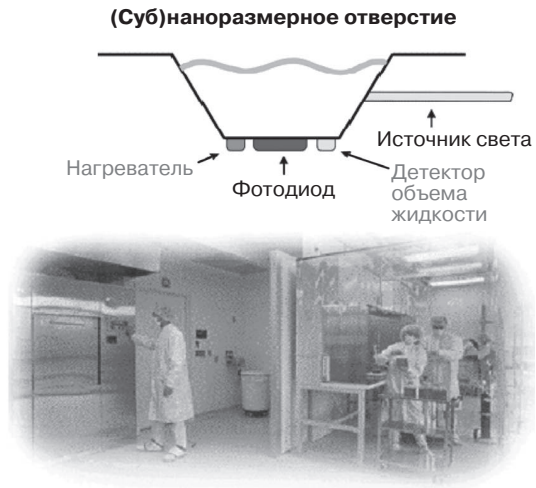 (Суб)наноразмерное отверстие
Источник света
Нагреватель
Фотодиод
Детектор
объема
жидкости